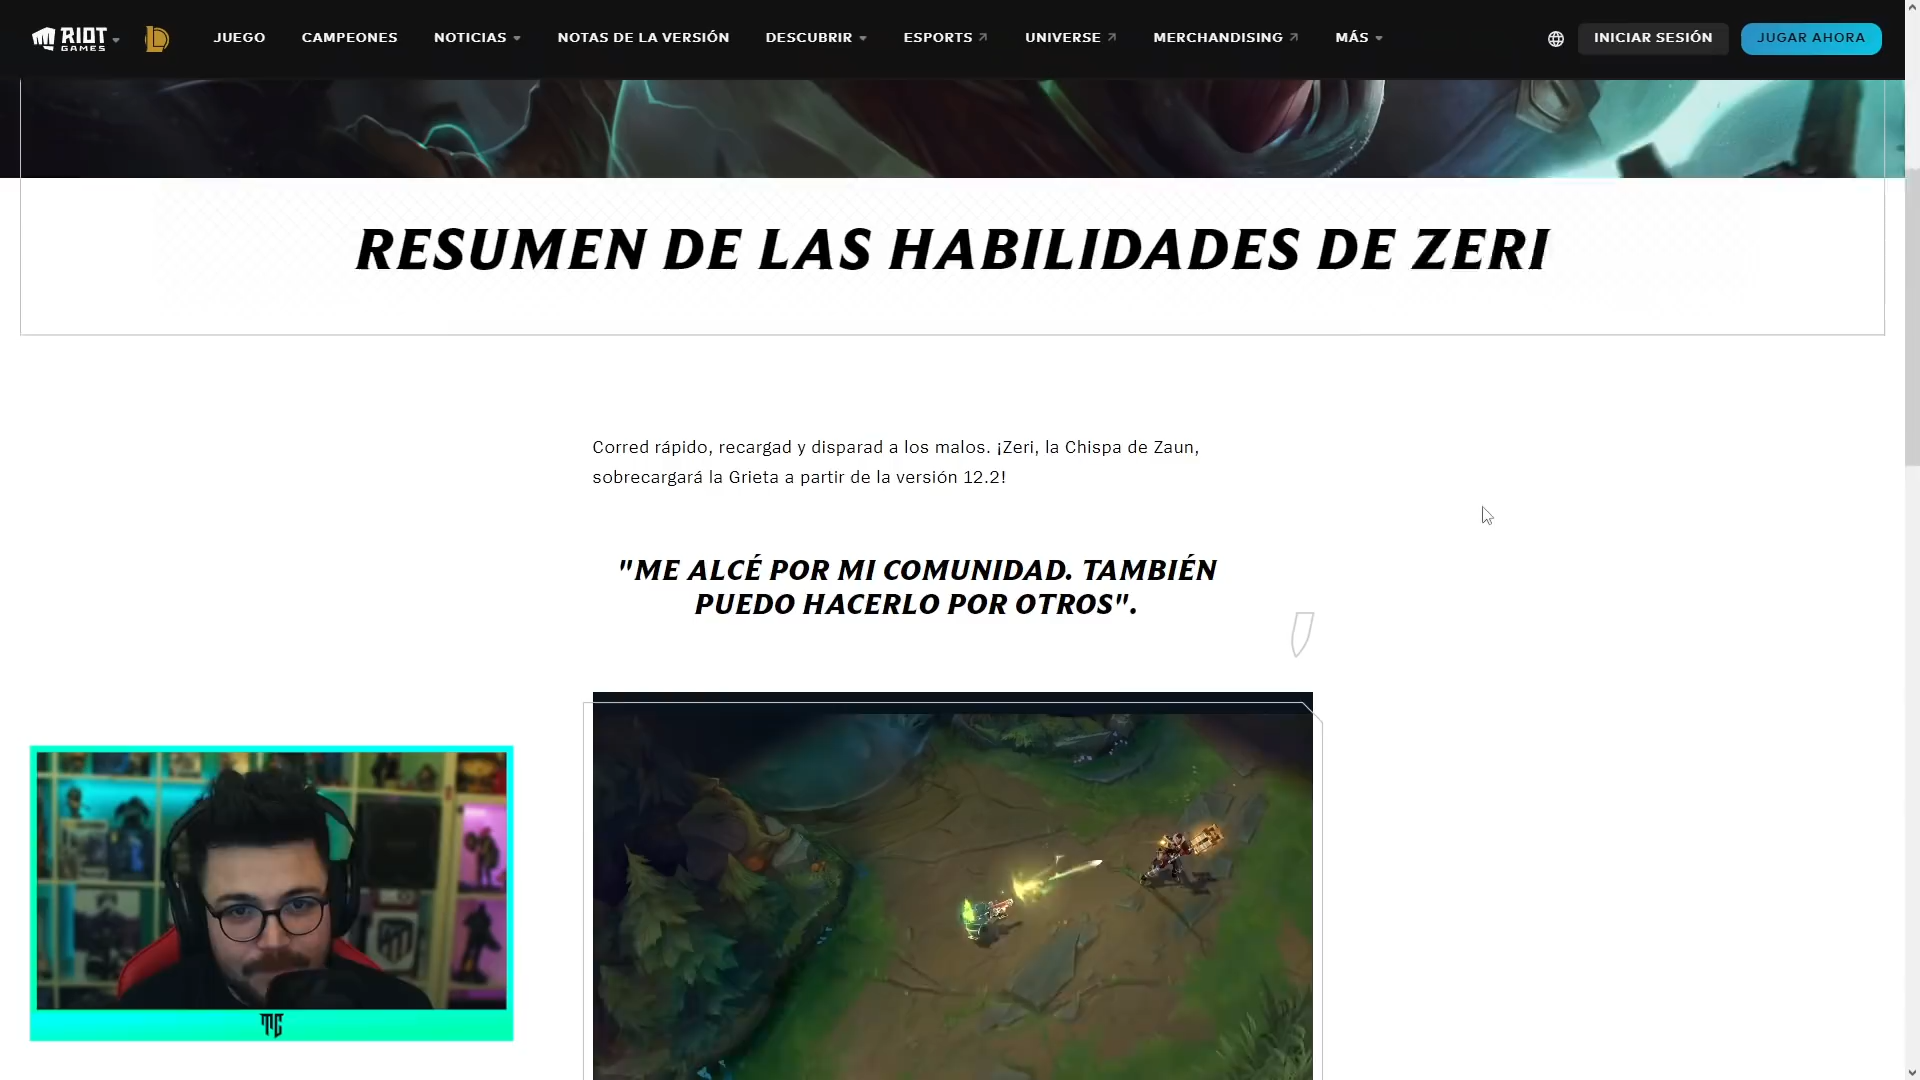 RIOT
GAMES
JUEGO
CAMPEONES
NOTICIAS
NOTAS DE LA VERSIÓN
DESCUBRIR
ESPORTS
UNIVERSE
MERCHANDISING
MÁS
INICIAR SESIÓN
JUGAR AHORA
RESUMEN DE LAS HABILIDADES DE ZERI
Corred rápido, recargad y disparad a los malos. ¡Zeri, la Chispa de Zaun,
sobrecargará la Grieta a partir de la versión 12.2!
"ME ALCÉ POR MI COMUNIDAD. TAMBIÉN
PUEDO HACERLO POR OTROS".